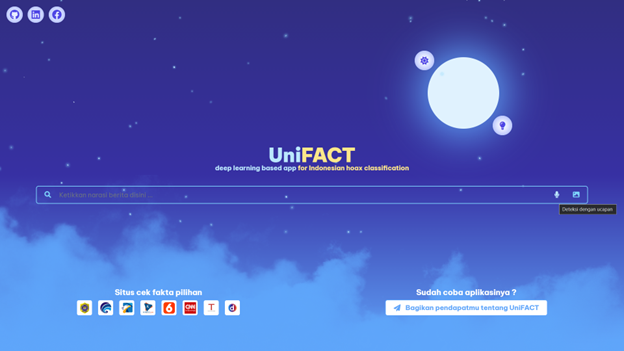 UniFACT
deep learning based app for Indonesian hoax classification
Ketikkan narasi berita disini ...
Deteksi dengan ucapan
Situs cek fakta pilihan
Sudah coba aplikasinya ?
CNN
T
d
Bagikan pendapatmu tentang UniFACT